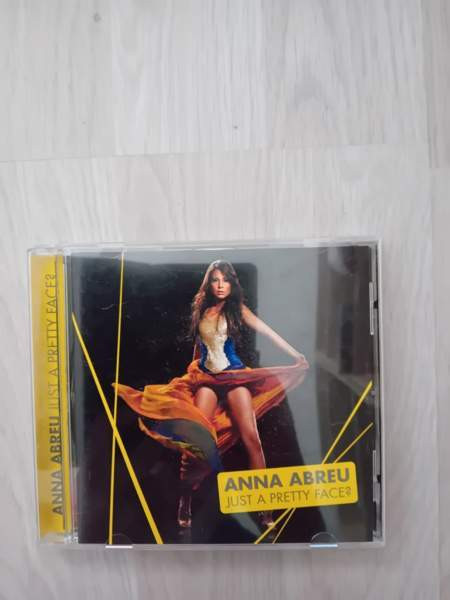 ANNA ABREU JUST A PRETTY FACE?
ANNA ABREU
JUST A PRETTY FACE?